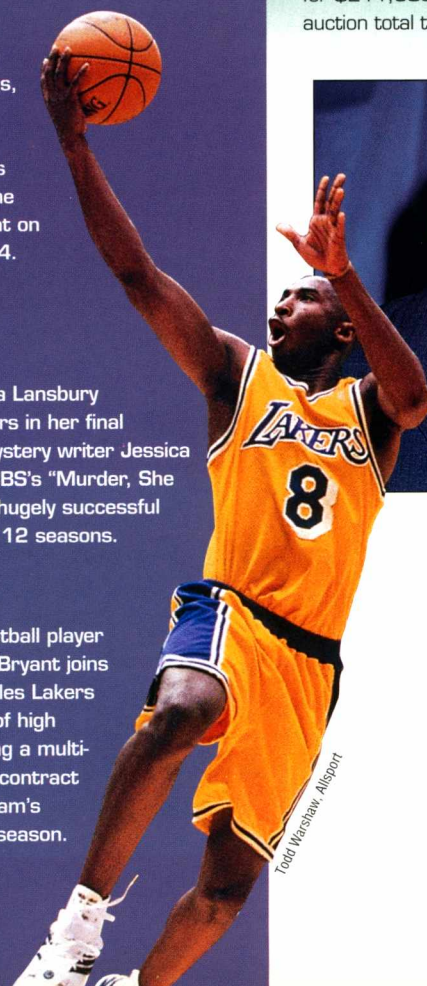 auction total t
s,
s
ne
nt on
4.
a Lansbury
rs in her final
ystery writer Jessica
BS's "Murder, She
hugely successful
12 seasons.
tball player
Bryant joins
les Lakers
of high
g a multi-
contract
am's
season.
LAKERS
8
Todd Warshaw, Allsport